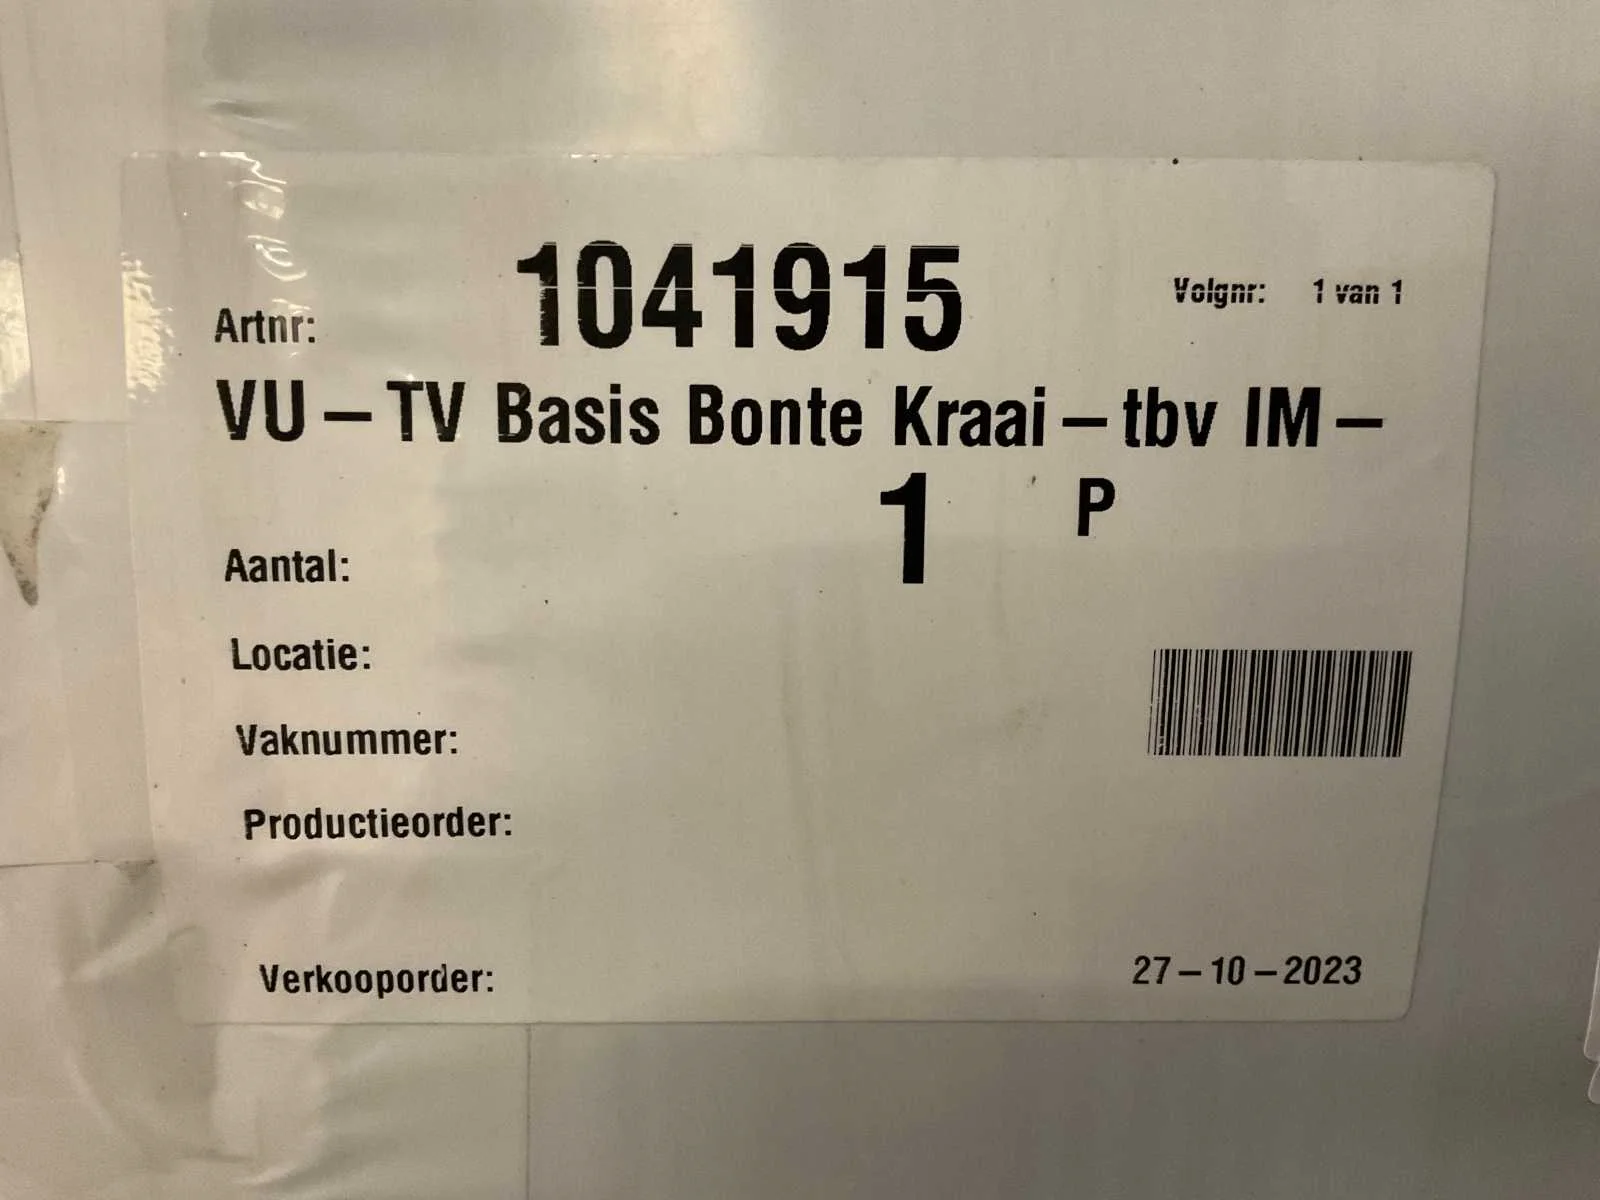 Artnr: 1041915 Volgnr: 1 van 1
VU-TV Basis Bonte Kraai-tbv IM-
Aantal: 1 P
Locatie:
Vaknummer:
Productieorder:
Verkooporder: 27-10-2023